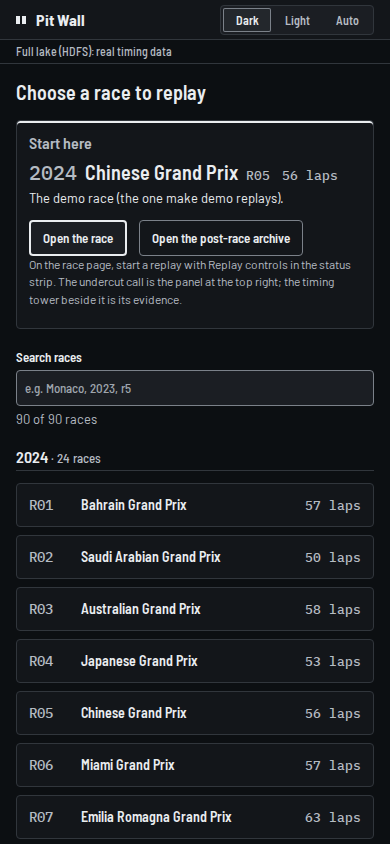 Pit Wall
Dark Light Auto
Full lake (HDFS): real timing data
Choose a race to replay
Start here
2024 Chinese Grand Prix R05 56 laps
The demo race (the one make demo replays).
Open the race Open the post-race archive
On the race page, start a replay with Replay controls in the status
strip. The undercut call is the panel at the top right; the timing
tower beside it is its evidence.
Search races
e.g. Monaco, 2023, r5
90 of 90 races
2024 · 24 races
R01 Bahrain Grand Prix 57 laps
R02 Saudi Arabian Grand Prix 50 laps
R03 Australian Grand Prix 58 laps
R04 Japanese Grand Prix 53 laps
R05 Chinese Grand Prix 56 laps
R06 Miami Grand Prix 57 laps
R07 Emilia Romagna Grand Prix 63 laps